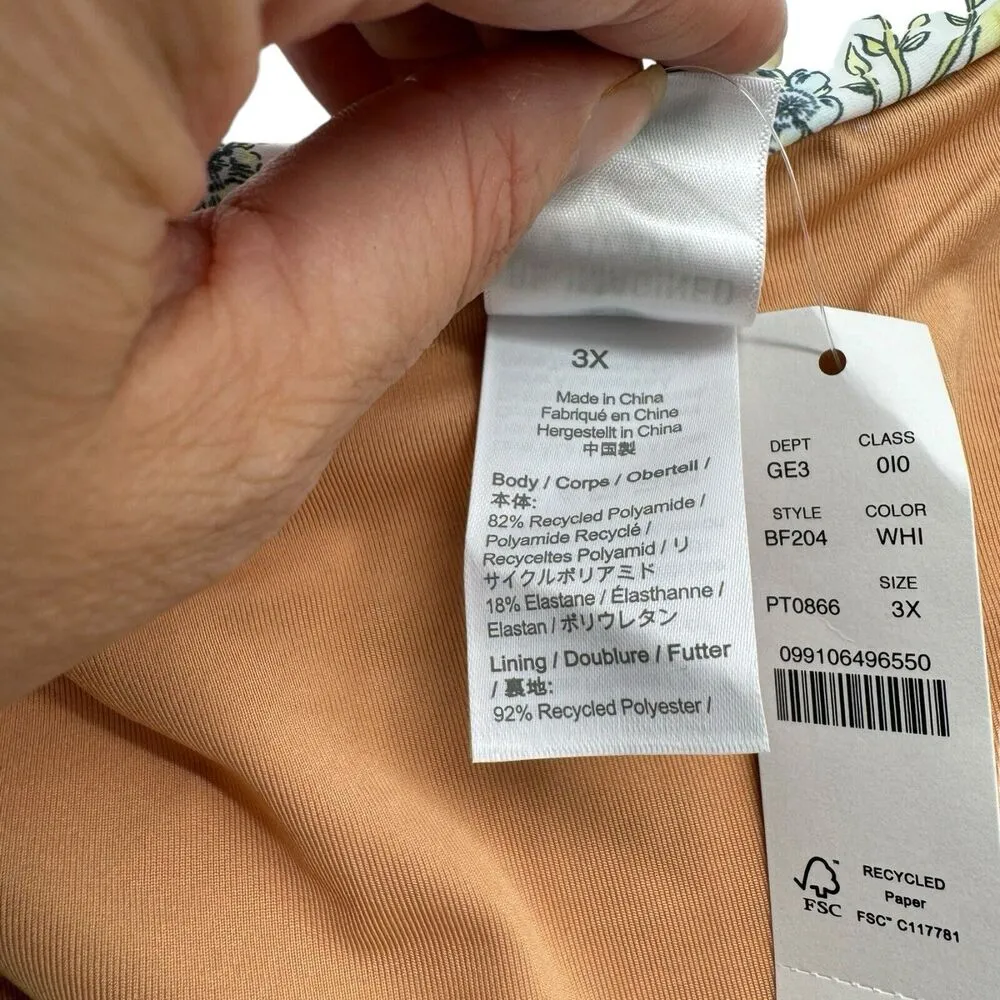 3X
Made in China
Fabriqué en Chine
Hergestellt in China
中国製
Body / Corps / Oberteil /
本体:
82% Recycled Polyamide /
Polyamide Recyclé /
Recyceltes Polyamid / リ
サイクルポリアミド
18% Elastane / Élasthanne /
Elastan / ポリウレタン
Lining / Doublure / Futter
/ 裏地:
92% Recycled Polyester /
DEPT CLASS
GE3 0I0
STYLE COLOR
BF204 WHI
SIZE
PT0866 3X
099106496550
FSC™
RECYCLED
Paper
FSC™ C117781